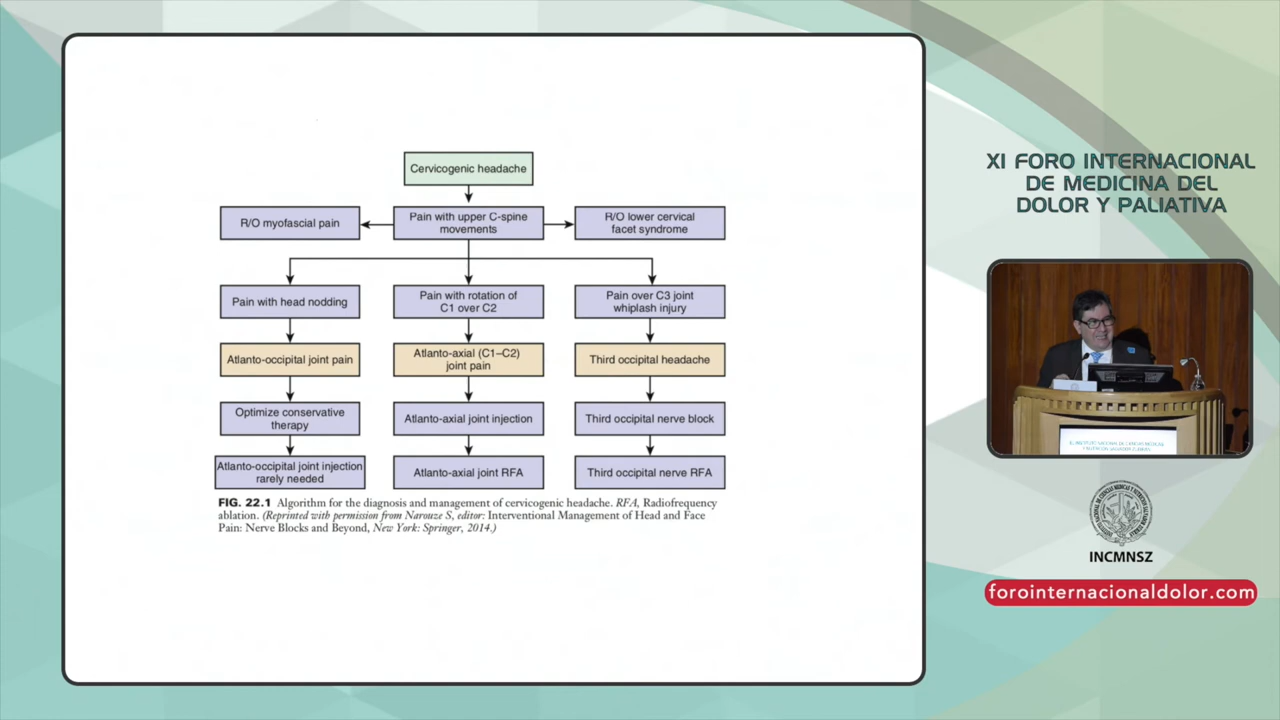 Cervicogenic headache
R/O myofascial pain
Pain with upper C-spine
movements
R/O lower cervical
facet syndrome
Pain with head nodding
Pain with rotation of
C1 over C2
Pain over C3 joint
whiplash injury
Atlanto-occipital joint pain
Atlanto-axial (C1–C2)
joint pain
Third occipital headache
Optimize conservative
therapy
Atlanto-axial joint injection
Third occipital nerve block
Atlanto-occipital joint injection
rarely needed
Atlanto-axial joint RFA
Third occipital nerve RFA
FIG. 22.1 Algorithm for the diagnosis and management of cervicogenic headache. RFA, Radiofrequency
ablation. (Reprinted with permission from Narouze S, editor: Interventional Management of Head and Face
Pain: Nerve Blocks and Beyond, New York: Springer, 2014.)
XI FORO INTERNACIONAL
DE MEDICINA DEL
DOLOR Y PALIATIVA
INCMNSZ
forointernacionaldolor.com